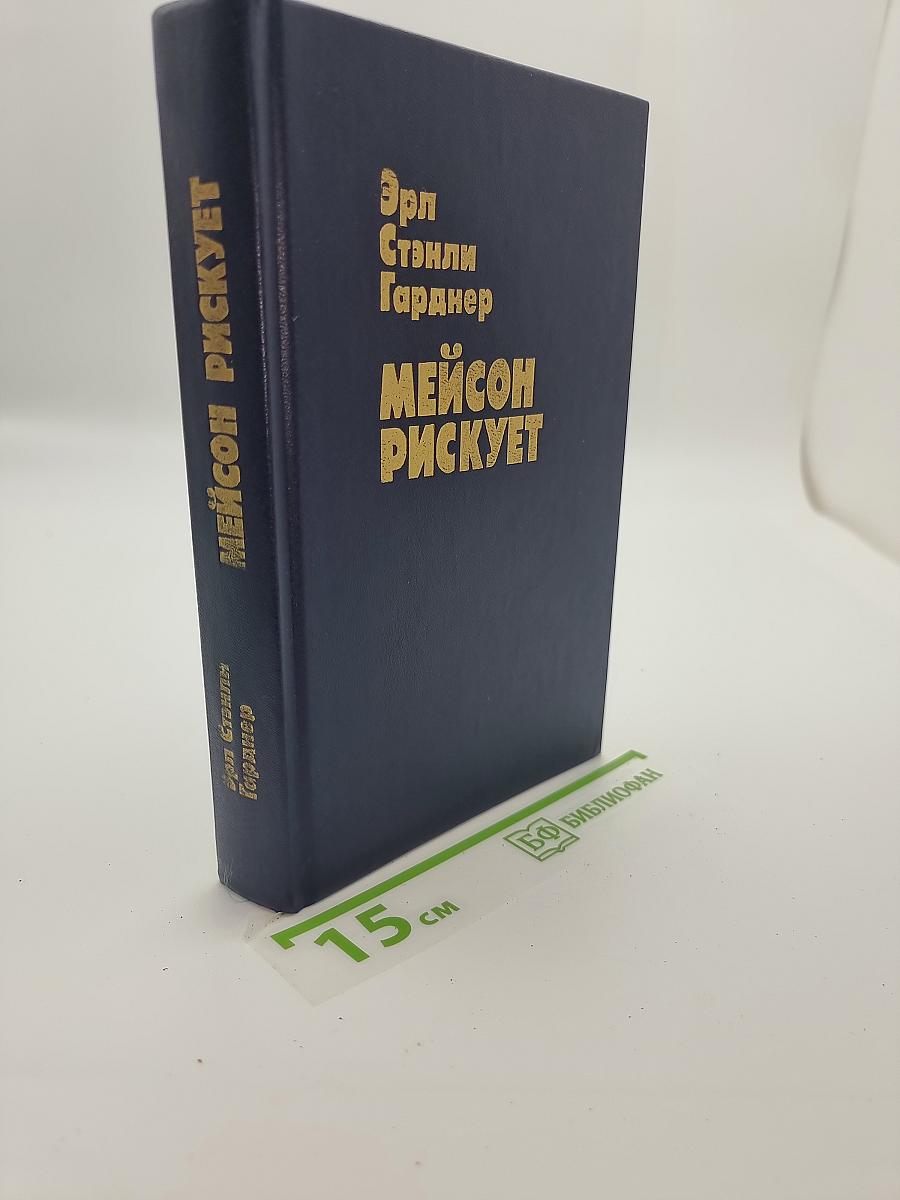 Эрл
Стэнли
Гарднер
МЕЙСОН
РИСКУЕТ
МЕЙСОН РИСКУЕТ
Эрл Стэнли
Гарднер
15 см
БФ
БИБЛИОФАН